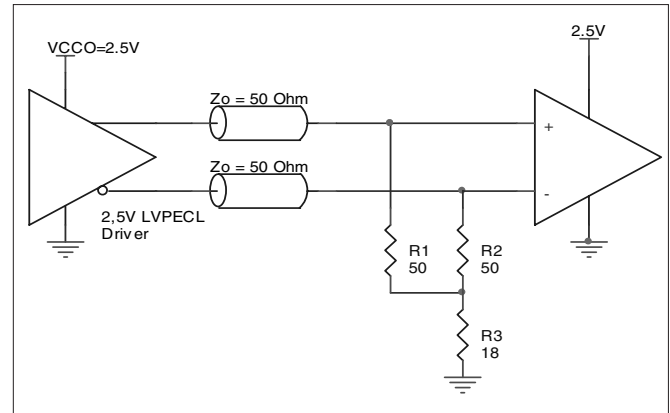 VCCO=2.5V
2.5V
Zo = 50 Ohm
+
Zo = 50 Ohm
-
2,5V LVPECL
Driver
R1
50
R2
50
R3
18